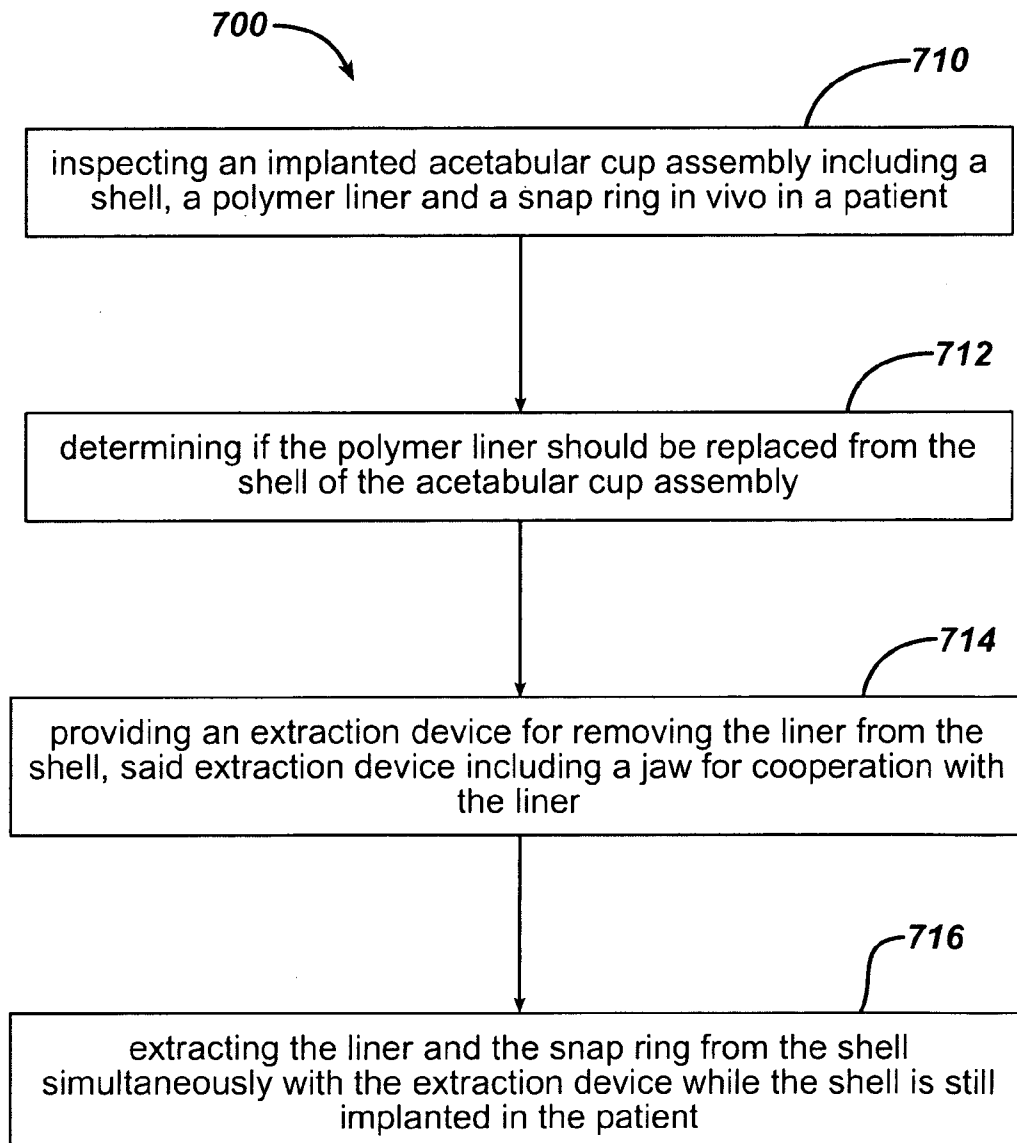 700
710
inspecting an implanted acetabular cup assembly including a
shell, a polymer liner and a snap ring in vivo in a patient
712
determining if the polymer liner should be replaced from the
shell of the acetabular cup assembly
714
providing an extraction device for removing the liner from the
shell, said extraction device including a jaw for cooperation with
the liner
716
extracting the liner and the snap ring from the shell
simultaneously with the extraction device while the shell is still
implanted in the patient